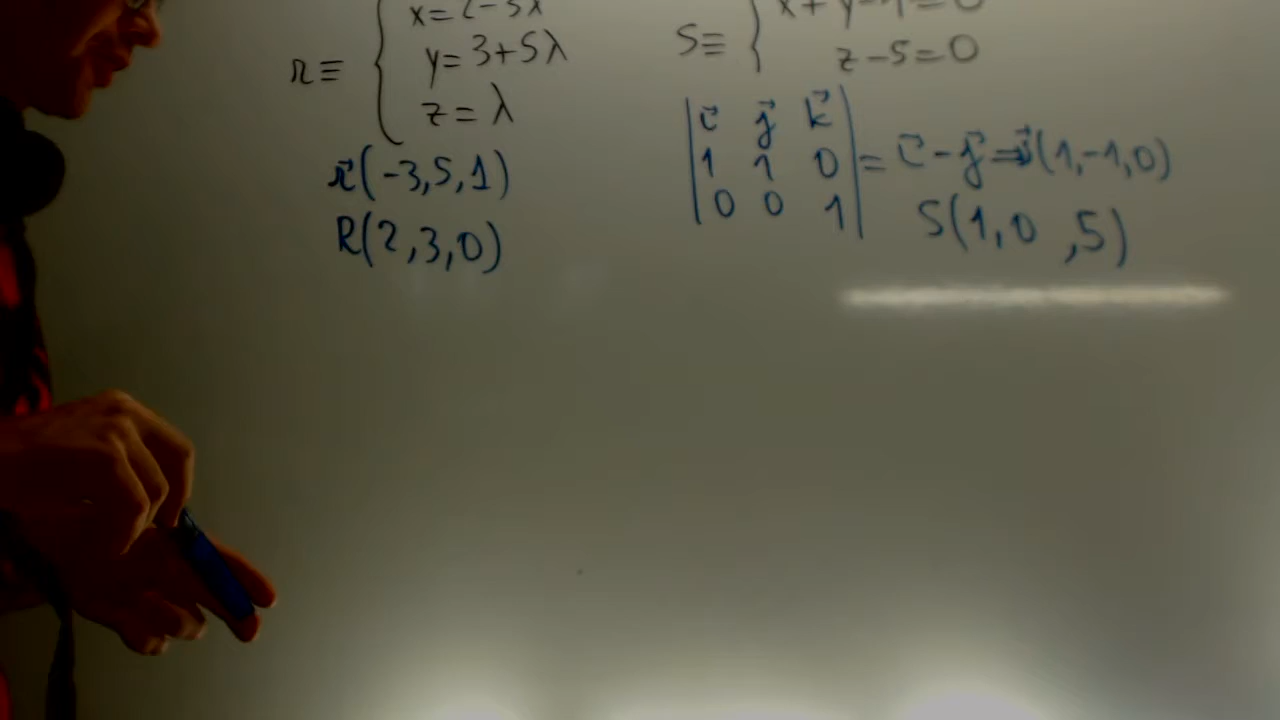 x=2-3λ
r≡ { y=3+5λ
z=λ
r⃗(-3,5,1)
R(2,3,0)
x+y-1=0
S≡ { z-5=0
| i⃗ j⃗ k⃗ |
| 1 1 0 | = i⃗-j⃗⇒s⃗(1,-1,0)
| 0 0 1 |
S(1,0,5)